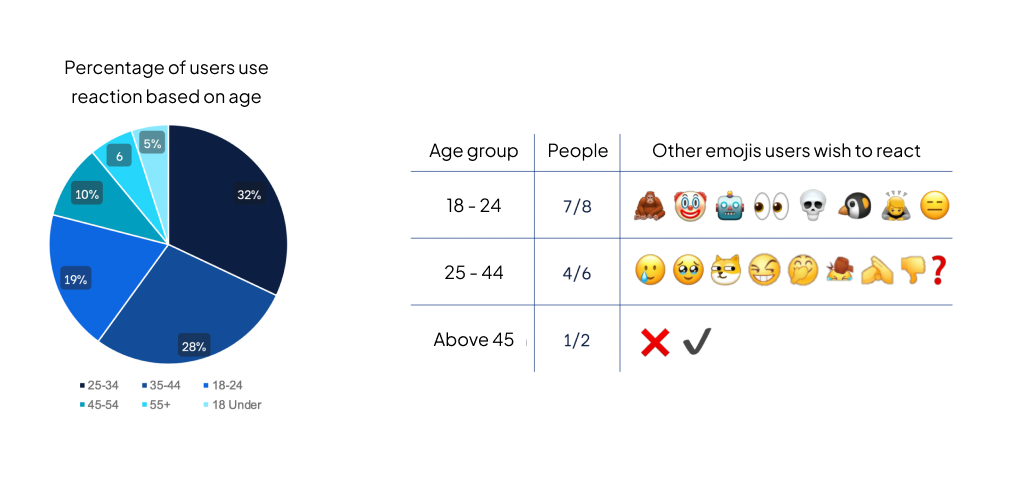 Percentage of users use
reaction based on age
5%
6
32%
10%
19%
28%
25-34 35-44 18-24
45-54 55+ 18 Under
Age group People Other emojis users wish to react
18 - 24 7/8 🦧 🤡 🤖 👀 💀 🐧 🙇 😑
25 - 44 4/6 🥲 🥹 😆 🤭 🫴 👎 ❓
Above 45 1/2 ❌ ✔️